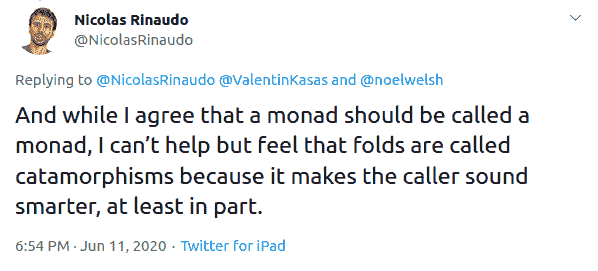 Nicolas Rinaudo
@NicolasRinaudo
Replying to @NicolasRinaudo @ValentinKasas and @noelwelsh
And while I agree that a monad should be called a
monad, I can’t help but feel that folds are called
catamorphisms because it makes the caller sound
smarter, at least in part.
6:54 PM · Jun 11, 2020 · Twitter for iPad